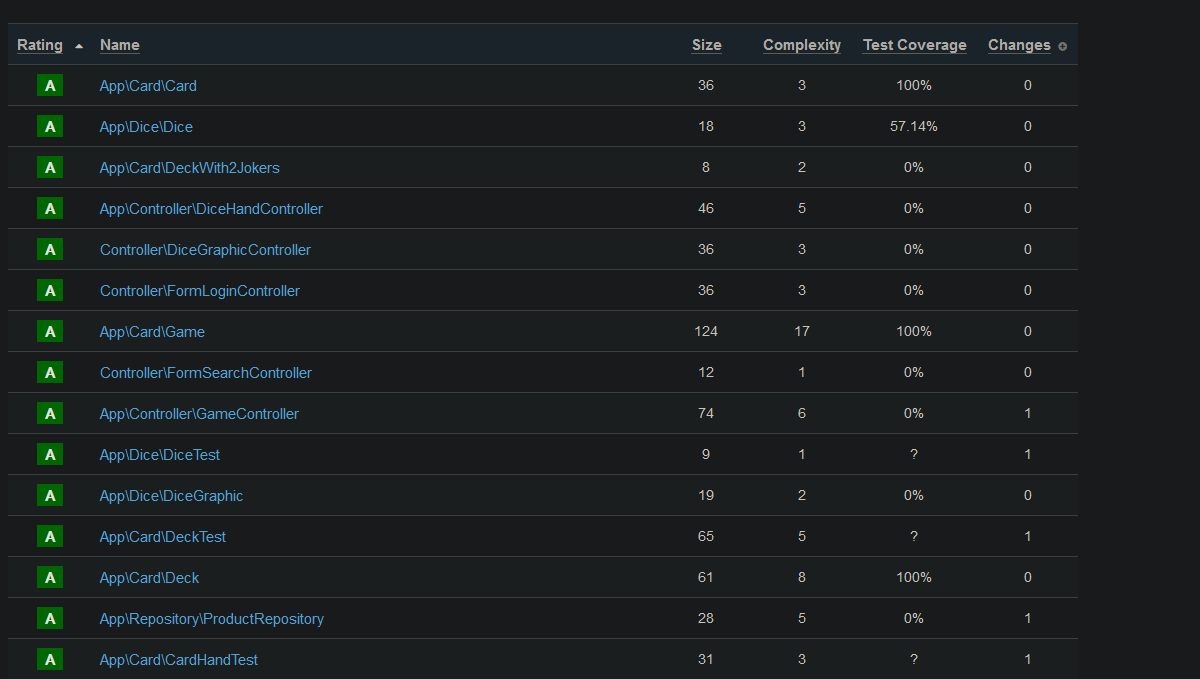 Rating Name Size Complexity Test Coverage Changes
A App\Card\Card 36 3 100% 0
A App\Dice\Dice 18 3 57.14% 0
A App\Card\DeckWith2Jokers 8 2 0% 0
A App\Controller\DiceHandController 46 5 0% 0
A Controller\DiceGraphicController 36 3 0% 0
A Controller\FormLoginController 36 3 0% 0
A App\Card\Game 124 17 100% 0
A Controller\FormSearchController 12 1 0% 0
A App\Controller\GameController 74 6 0% 1
A App\Dice\DiceTest 9 1 ? 1
A App\Dice\DiceGraphic 19 2 0% 0
A App\Card\DeckTest 65 5 ? 1
A App\Card\Deck 61 8 100% 0
A App\Repository\ProductRepository 28 5 0% 1
A App\Card\CardHandTest 31 3 ? 1